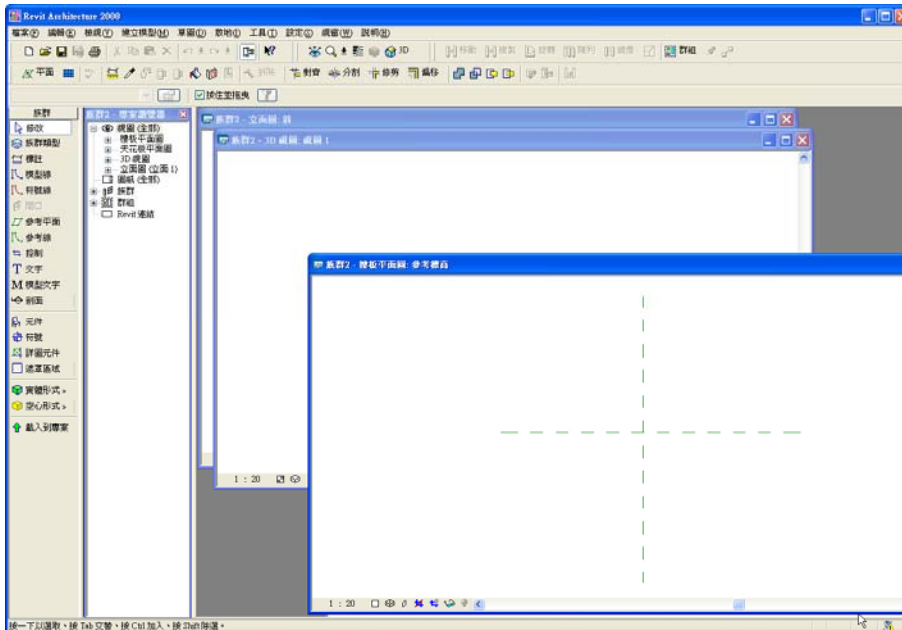 Revit Architecture 2008
檔案(F) 編輯(E) 檢視(V) 建立模型(M) 草圖(D) 敷地(I) 工具(T) 設定(S) 視窗(W) 說明(H)
3D 群組
平面 對齊 分割 修剪 偏移
按住並拖曳
族群
修改
族群類型
標註
模型線
符號線
開口
參考平面
參考線
控制
文字
模型文字
剖面
元件
符號
詳圖元件
遮罩區域
實體形式
空心形式
載入到專案
族群2 - 專案瀏覽器
視圖 (全部)
樓板平面圖
天花板平面圖
3D 視圖
立面圖 (立面 1)
圖紙 (全部)
族群
群組
Revit 連結
族群2 - 立面圖: 前
族群2 - 3D 視圖: 視圖 1
1 : 20
族群2 - 樓板平面圖: 參考標高
1 : 20
按一下以選取、按 Tab 交替、按 Ctrl 加入、按 Shift 除選。